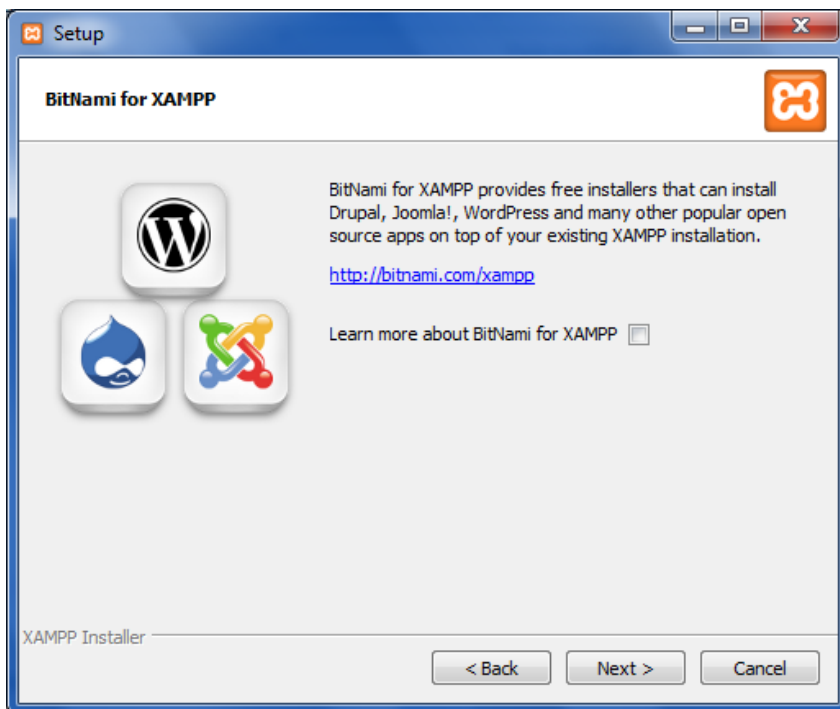 Setup
BitNami for XAMPP
BitNami for XAMPP provides free installers that can install
Drupal, Joomla!, WordPress and many other popular open
source apps on top of your existing XAMPP installation.
http://bitnami.com/xampp
Learn more about BitNami for XAMPP
XAMPP Installer
< Back
Next >
Cancel